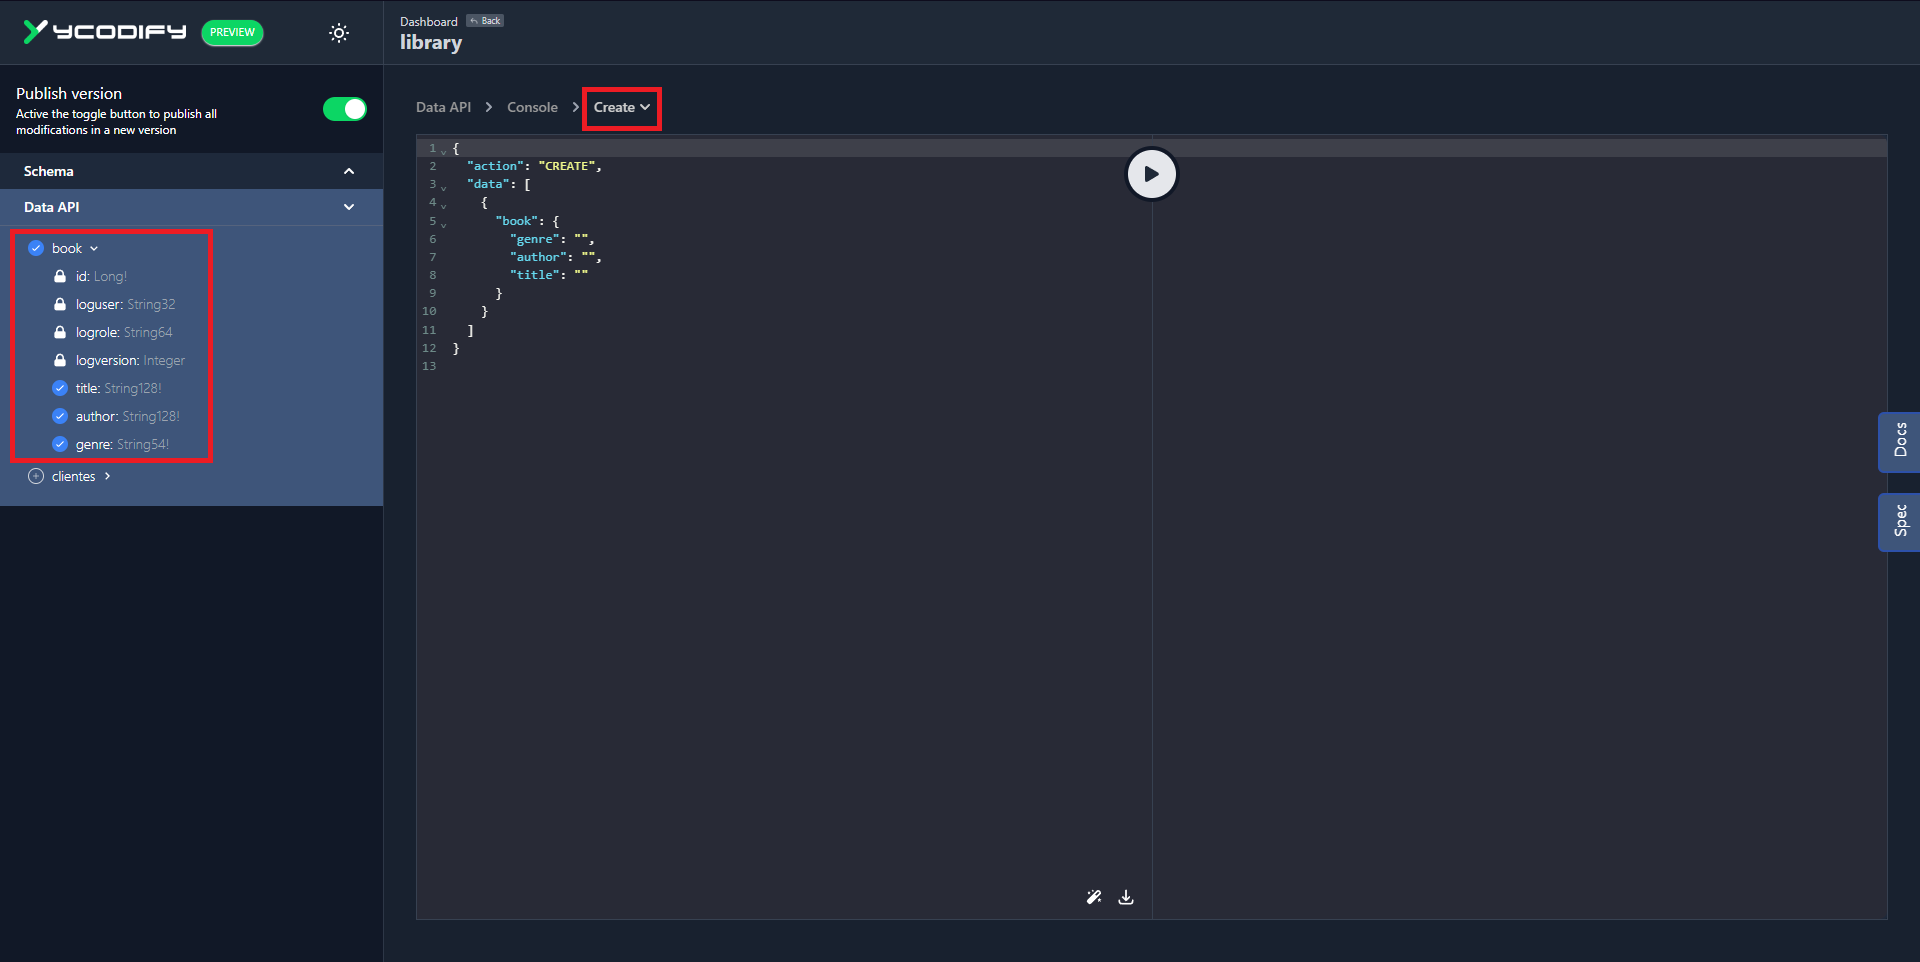 YCODIFY PREVIEW
Dashboard Back
library
Publish version
Active the toggle button to publish all
modifications in a new version
Schema
Data API
book
id: Long!
loguser: String32
logrole: String64
logversion: Integer
title: String128!
author: String128!
genre: String54!
clientes
Data API Console Create
1 {
2 "action": "CREATE",
3 "data": [
4 {
5 "book": {
6 "genre": "",
7 "author": "",
8 "title": ""
9 }
10 }
11 ]
12 }
13
Docs
Spec